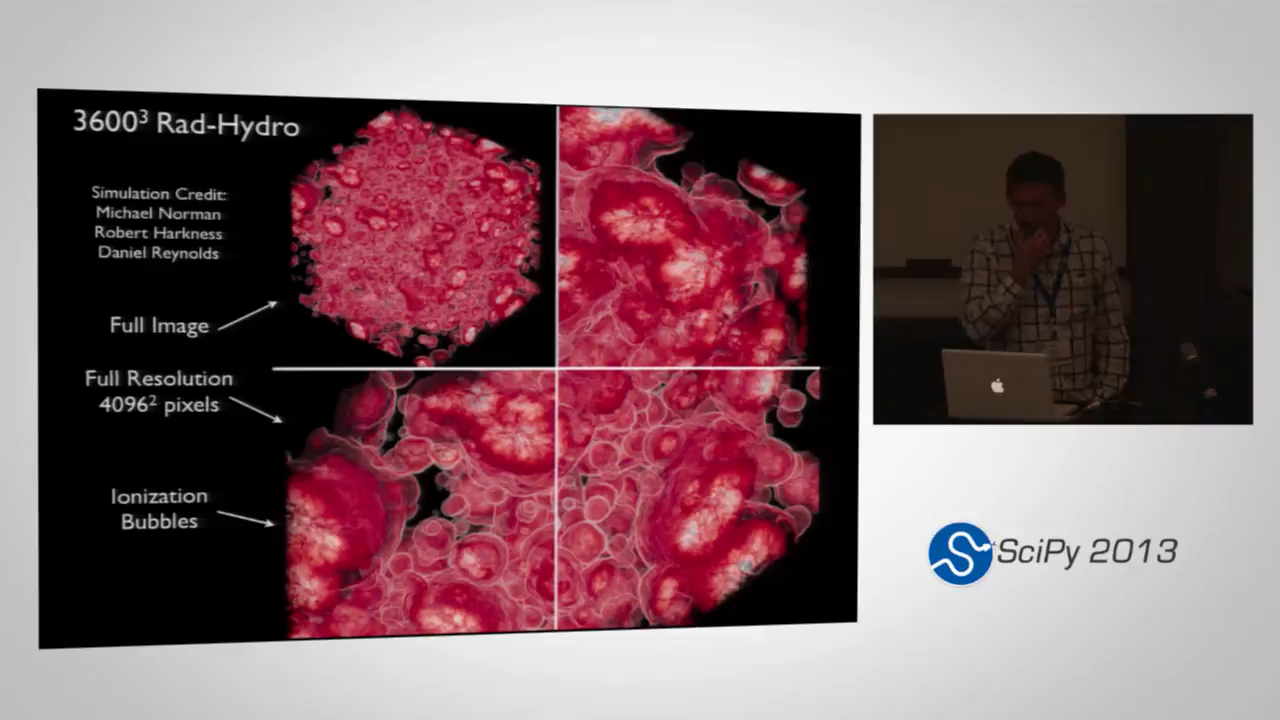 3600³ Rad-Hydro
Simulation Credit:
Michael Norman
Robert Harkness
Daniel Reynolds
Full Image
Full Resolution
4096² pixels
Ionization
Bubbles
SciPy 2013